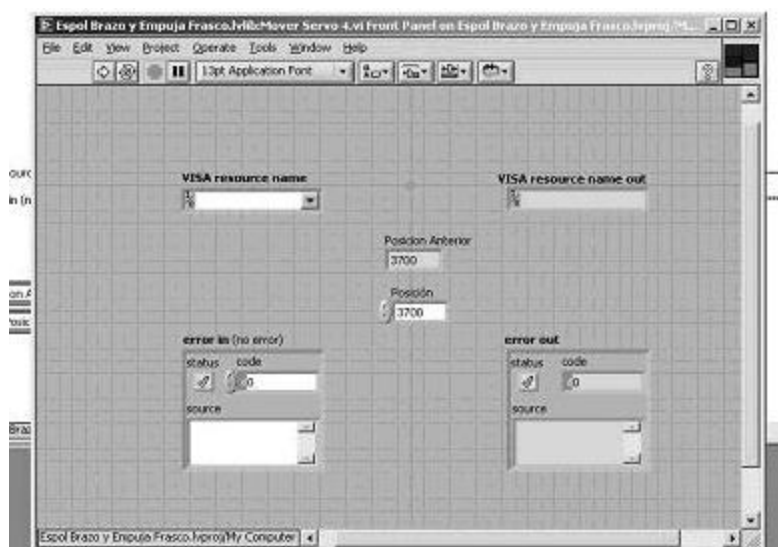 Espol Brazo y Empuja Frasco.lvlib:Mover Servo 4.vi Front Panel on Espol Brazo y Empuja Frasco.lvproj/M...
File Edit View Project Operate Tools Window Help
13pt Application Font
VISA resource name
VISA resource name out
Posicion Anterior
3700
Posición
3700
error in (no error)
error out
status code
0
status code
0
source
source
Espol Brazo y Empuja Frasco.lvproj/My Computer